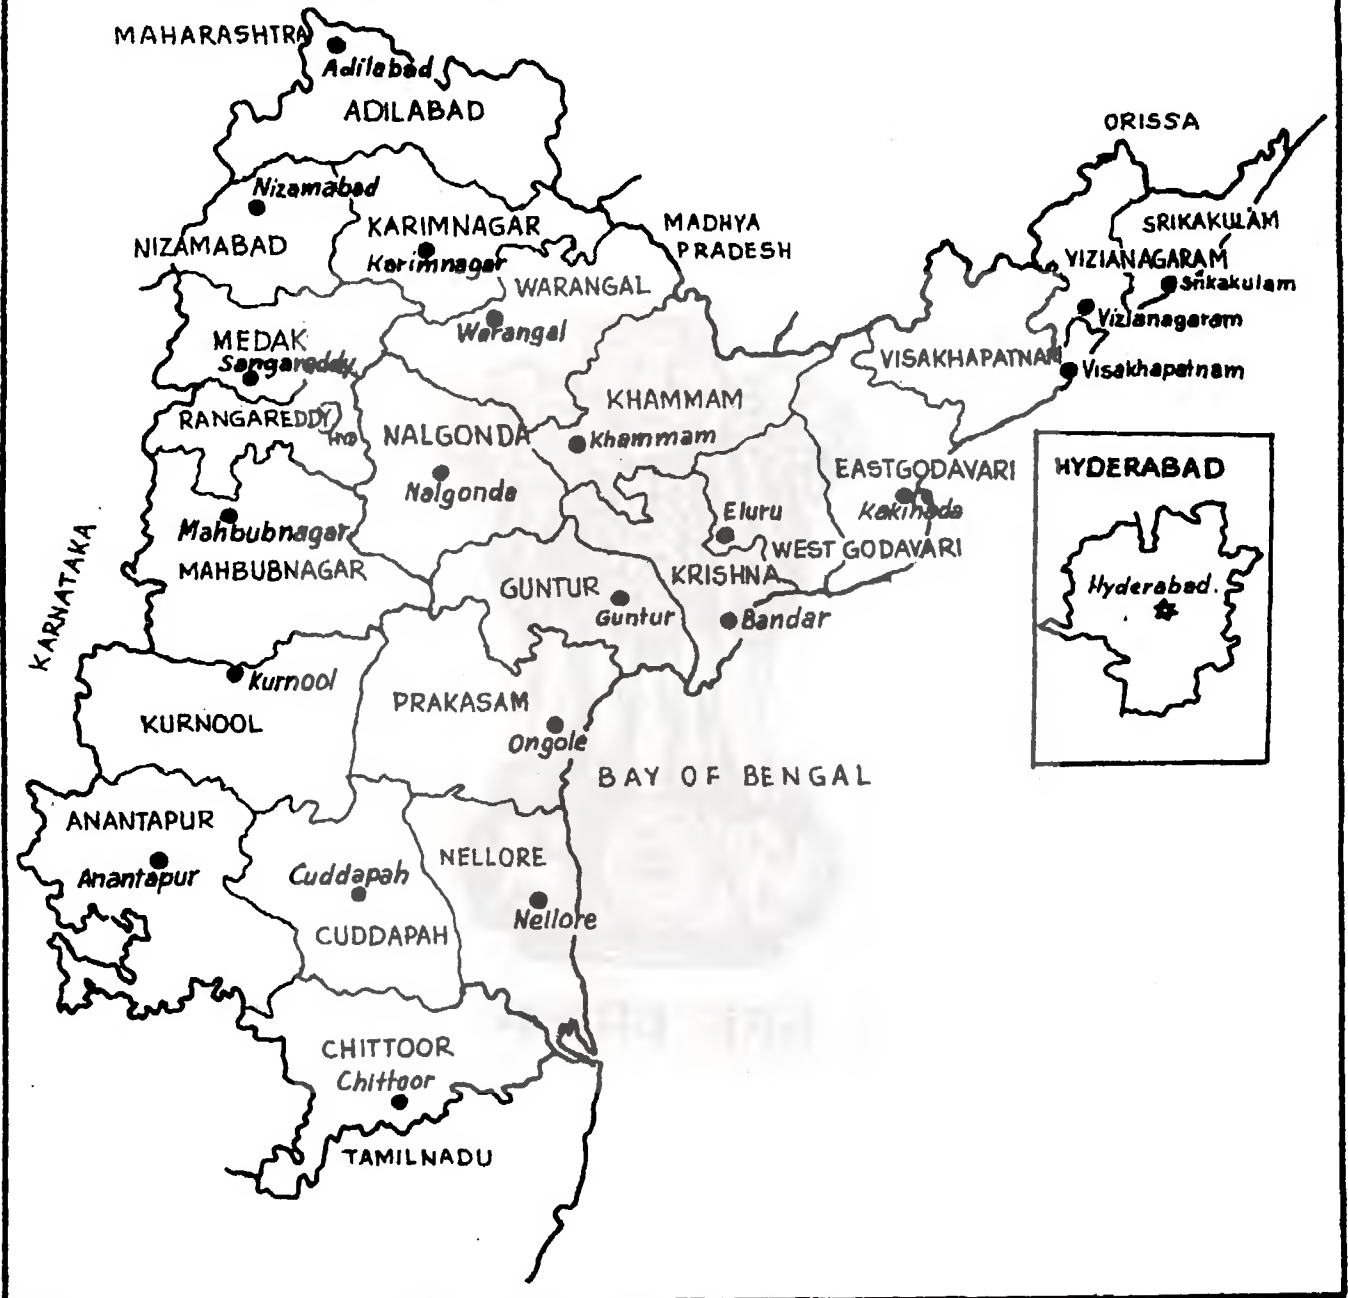 MAHARASHTRA
Adilabad
ADILABAD
ORISSA
Nizamabad
KARIMNAGAR
MADHYA
PRADESH
SRIKAKULAM
NIZAMABAD
Karimnagar
VIZIANAGARAM
WARANGAL
Srikakulam
Warangal
Vizianagaram
MEDAK
Sangareddy
VISAKHAPATNAM
Visakhapatnam
KHAMMAM
RANGAREDDY
HYD
NALGONDA
Khammam
EASTGODAVARI
HYDERABAD
Nalgonda
Kakinada
Eluru
Mahbubnagar
WEST GODAVARI
KARNATAKA
MAHBUBNAGAR
KRISHNA
GUNTUR
Hyderabad.
Guntur
Bandar
Kurnool
PRAKASAM
KURNOOL
Ongole
BAY OF BENGAL
ANANTAPUR
NELLORE
Anantapur
Cuddapah
Nellore
CUDDAPAH
CHITTOOR
Chittoor
TAMILNADU